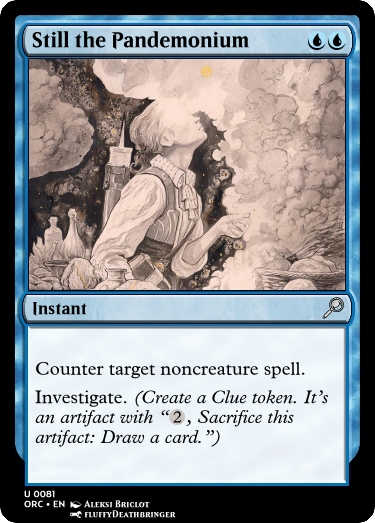 Still the Pandemonium
Instant
Counter target noncreature spell.
Investigate. (Create a Clue token. It's
an artifact with “2, Sacrifice this
artifact: Draw a card.”)
U 0081
ORC • EN Aleksi Briclot
FluffyDeathbringer